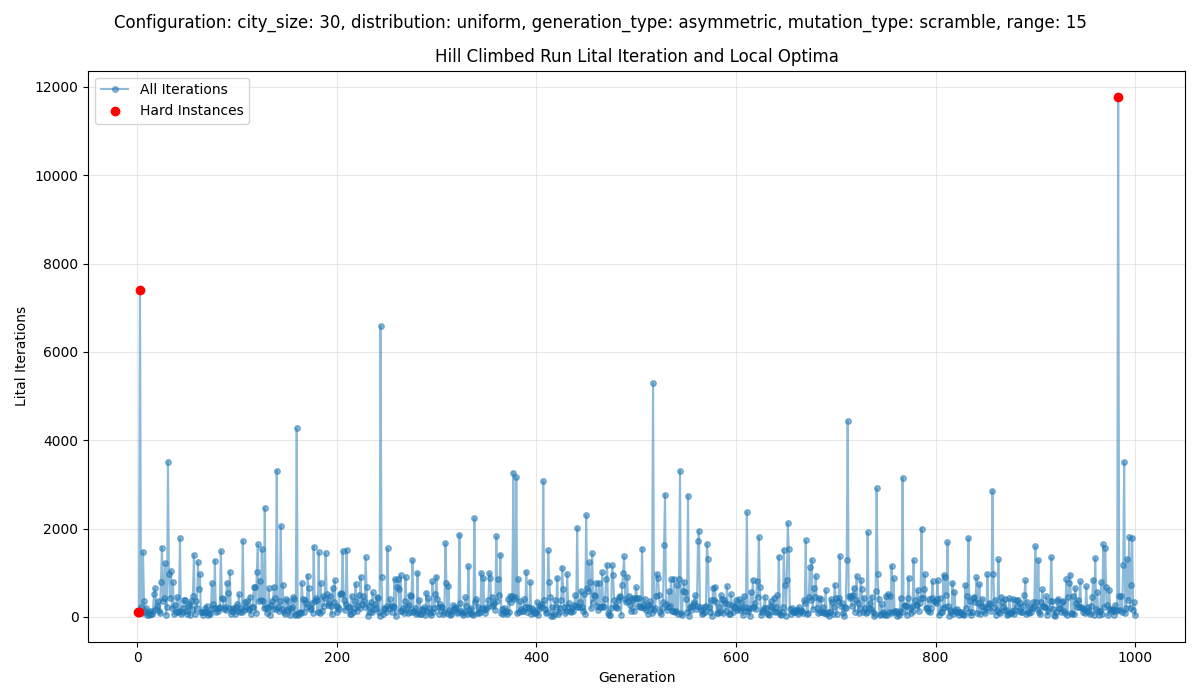 Configuration: city_size: 30, distribution: uniform, generation_type: asymmetric, mutation_type: scramble, range: 15
Hill Climbed Run Lital Iteration and Local Optima
All Iterations
Hard Instances
12000
10000
8000
6000
4000
2000
0
Lital Iterations
0 200 400 600 800 1000
Generation